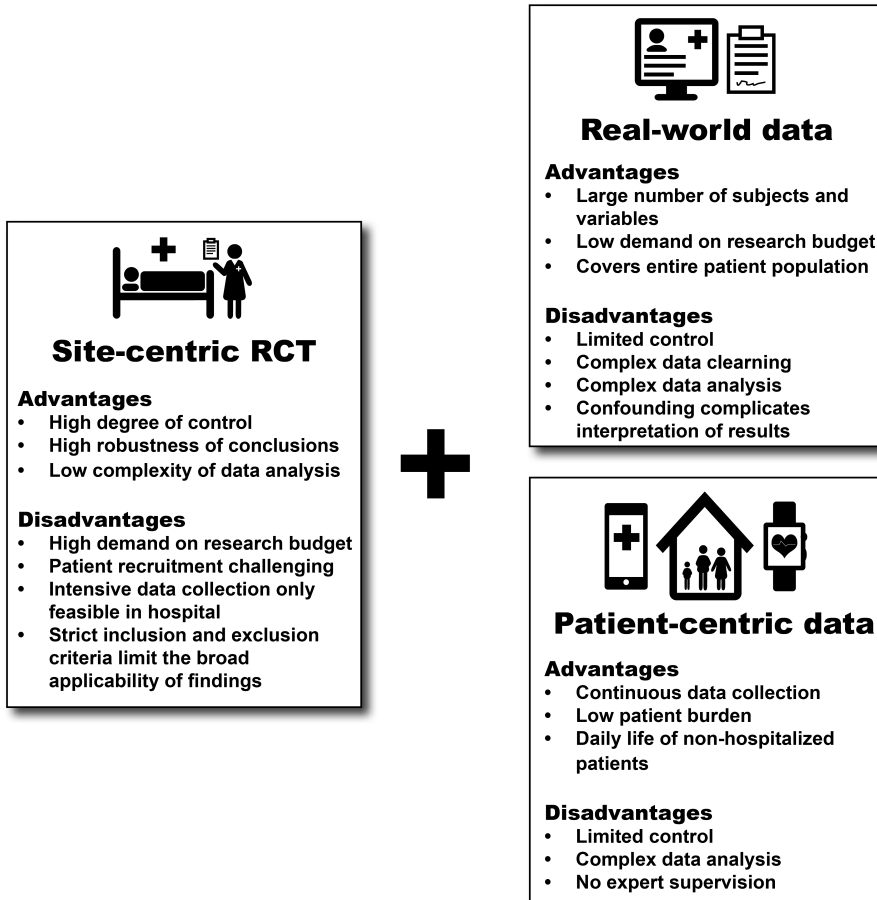 Site-centric RCT
Advantages
• High degree of control
• High robustness of conclusions
• Low complexity of data analysis
Disadvantages
• High demand on research budget
• Patient recruitment challenging
• Intensive data collection only
feasible in hospital
• Strict inclusion and exclusion
criteria limit the broad
applicability of findings
Real-world data
Advantages
• Large number of subjects and
variables
• Low demand on research budget
• Covers entire patient population
Disadvantages
• Limited control
• Complex data clearning
• Complex data analysis
• Confounding complicates
interpretation of results
Patient-centric data
Advantages
• Continuous data collection
• Low patient burden
• Daily life of non-hospitalized
patients
Disadvantages
• Limited control
• Complex data analysis
• No expert supervision